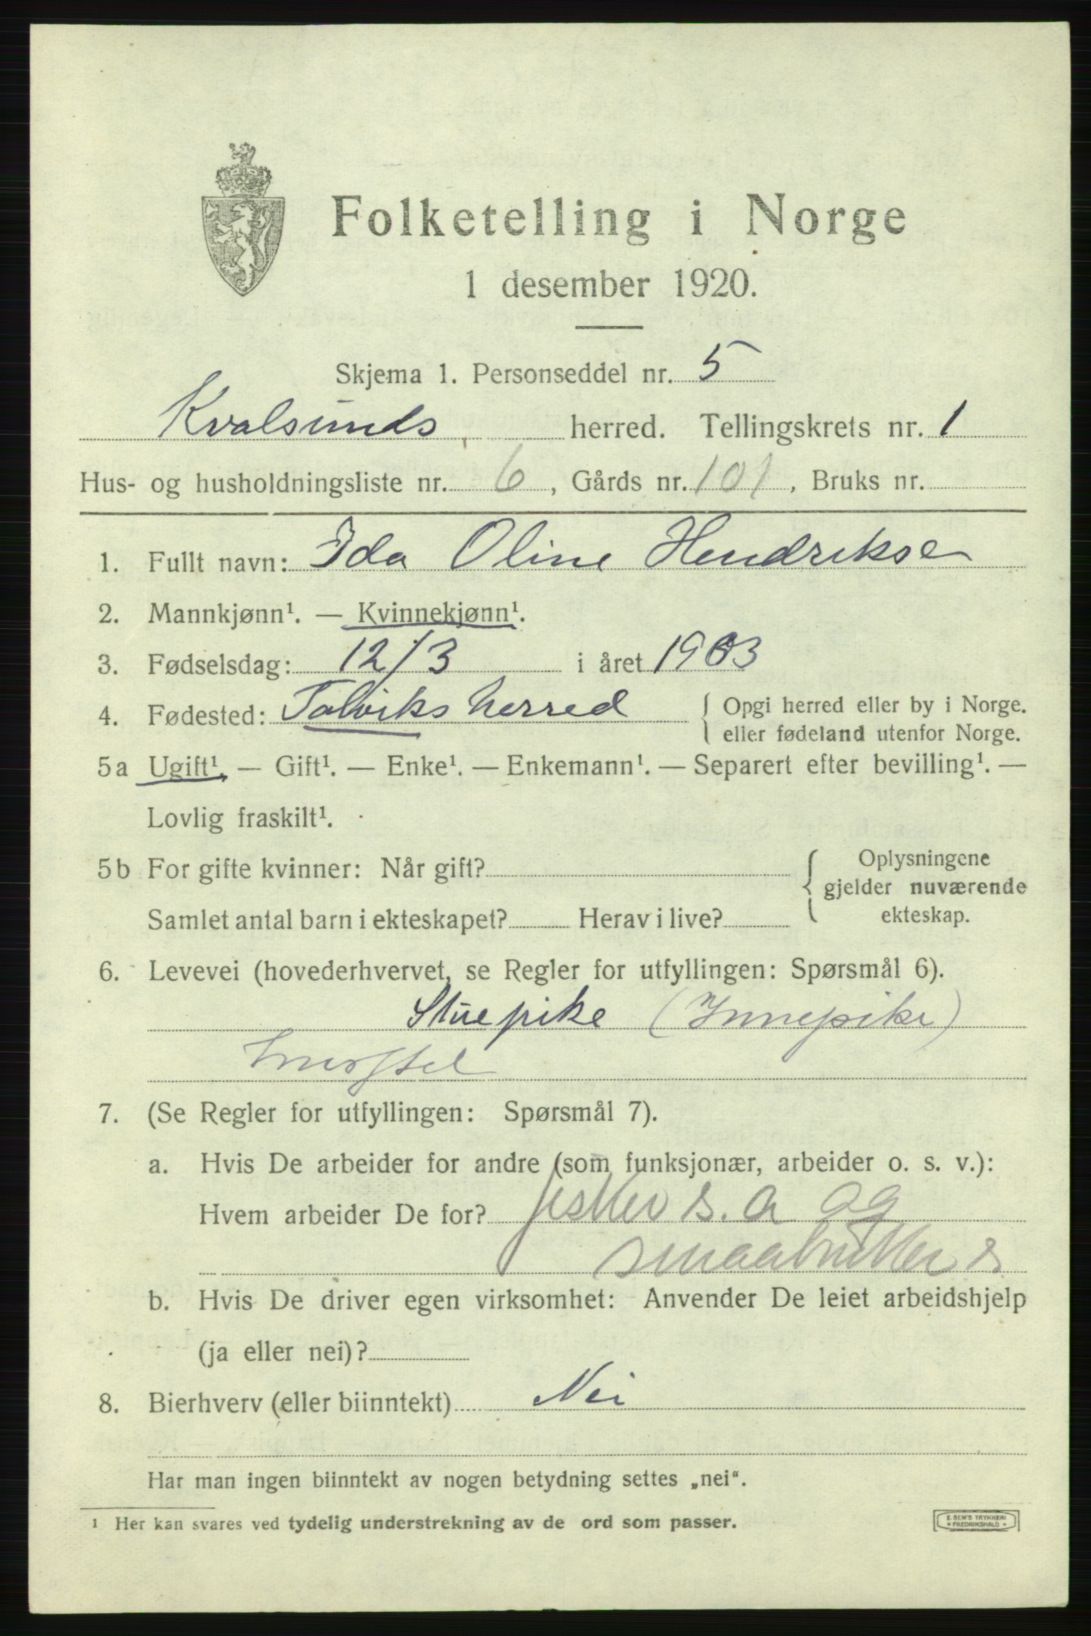 Folketelling i Norge
1 desember 1920.
Skjema 1. Personseddel nr. 5
Kvalsunds herred. Tellingskrets nr. 1
Hus- og husholdningsliste nr. 6, Gårds nr. 101, Bruks nr.
1. Fullt navn: Ida Oline Hendriksen
2. Mannkjønn¹. — Kvinnekjønn¹.
3. Fødselsdag: 12/3 i året 1903
4. Fødested: Talviks herred { Opgi herred eller by i Norge.
eller fødeland utenfor Norge.
5a Ugift¹. — Gift¹. — Enke¹. — Enkemann¹. — Separert efter bevilling¹. —
Lovlig fraskilt¹.
5b For gifte kvinner: Når gift? { Oplysningene
gjelder nuværende
Samlet antal barn i ekteskapet? Herav i live? ekteskap.
6. Levevei (hovederhvervet, se Regler for utfyllingen: Spørsmål 6).
Stuepike (Innepike)
7. (Se Regler for utfyllingen: Spørsmål 7).
a. Hvis De arbeider for andre (som funksjonær, arbeider o. s. v.):
Hvem arbeider De for? fisker s. a og
smaabruker s
b. Hvis De driver egen virksomhet: Anvender De leiet arbeidshjelp
(ja eller nei)?
8. Bierhverv (eller biinntekt) Nei
Har man ingen biinntekt av nogen betydning settes „nei“.
¹ Her kan svares ved tydelig understrekning av de ord som passer.
E. SEM'S TRYKKERI
FREDRIKSHALD